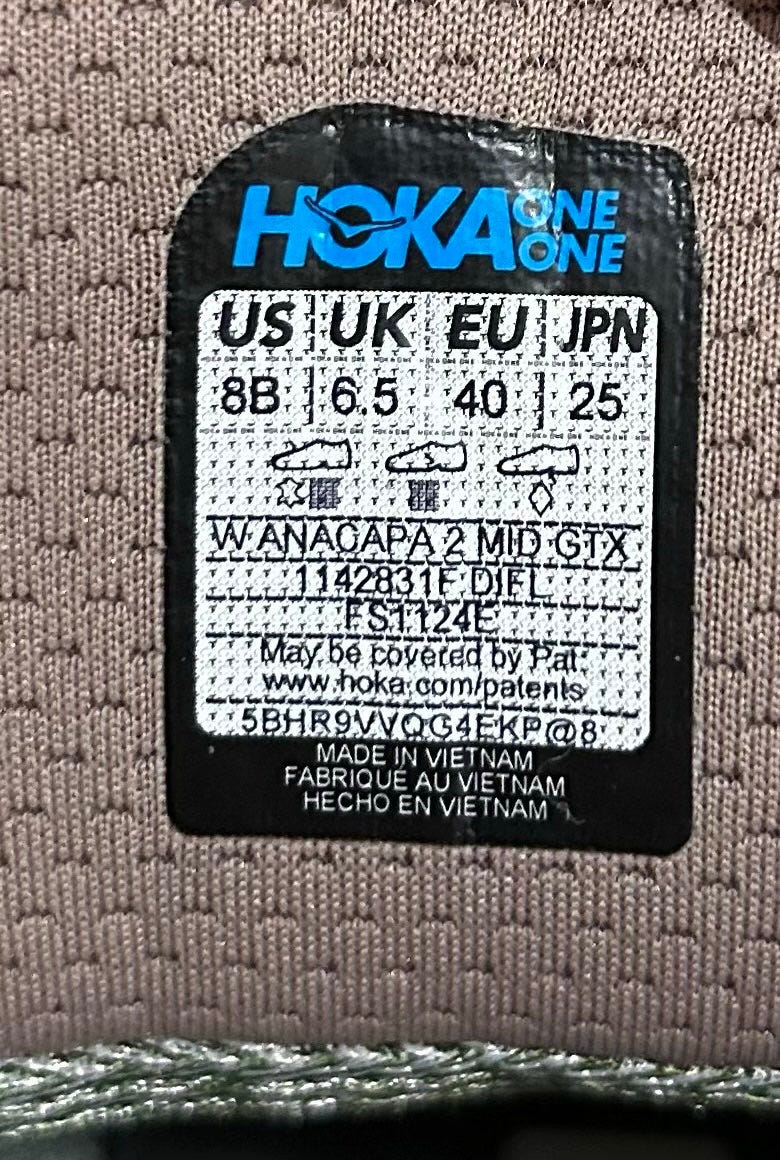 HOKA ONE ONE
US UK EU JPN
8B 6.5 40 25
W ANACAPA 2 MID GTX
1142831F DIFL
FS1124E
May be covered by Pat:
www.hoka.com/patents
5BHR9VVQG4EKP@8
MADE IN VIETNAM
FABRIQUÉ AU VIETNAM
HECHO EN VIETNAM